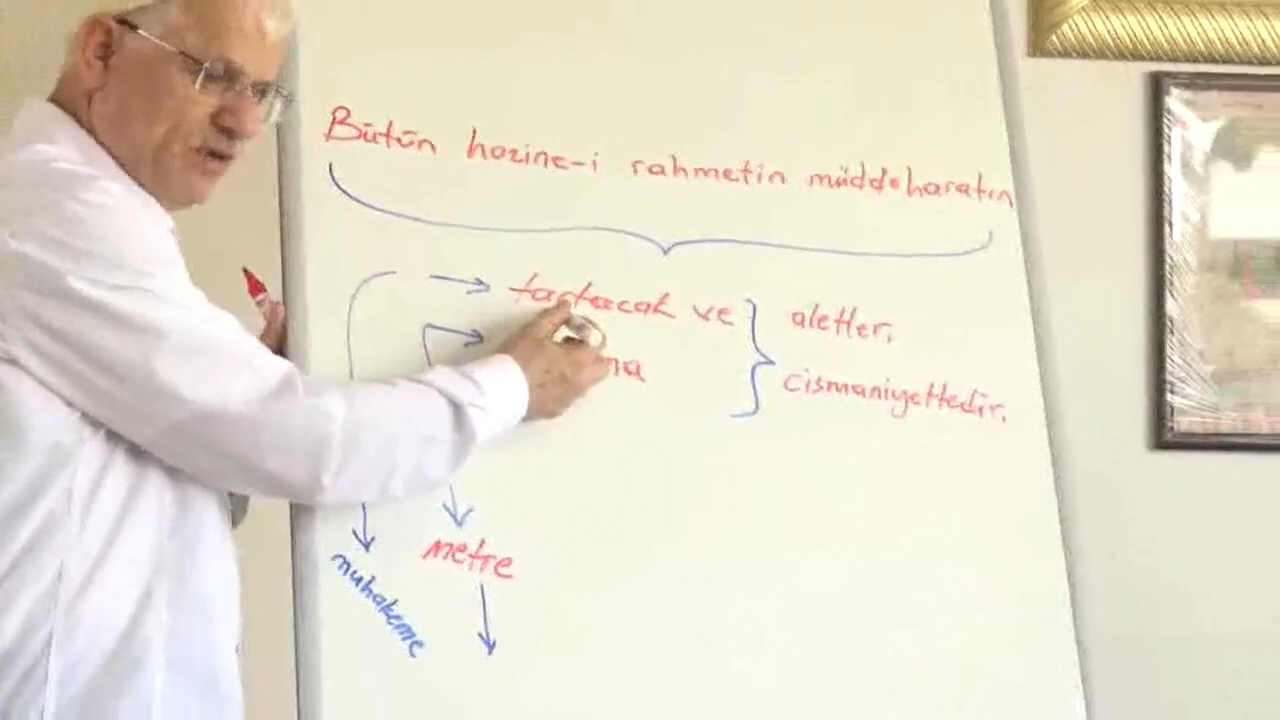 Bütün hazine-i rahmetin müddeharatın
tartacak ve
aletler,
cismaniyettedir.
metre
muhakeme